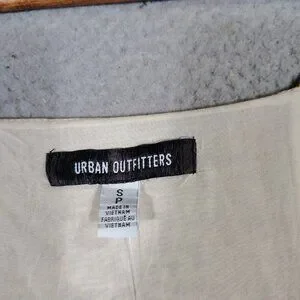 URBAN OUTFITTERS
S
P
MADE IN
VIETNAM
FABRIQUÉ AU
VIETNAM